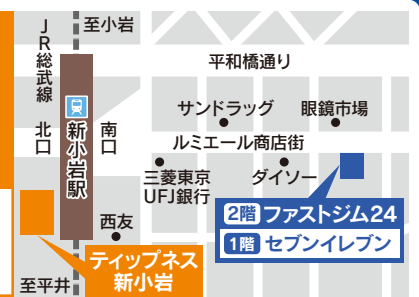 至小岩
JR総武線
平和橋通り
サンドラッグ
眼鏡市場
北口
新小岩駅
南口
ルミエール商店街
三菱東京
UFJ銀行
ダイソー
2階 ファストジム24
1階 セブンイレブン
西友
ティップネス
新小岩
至平井